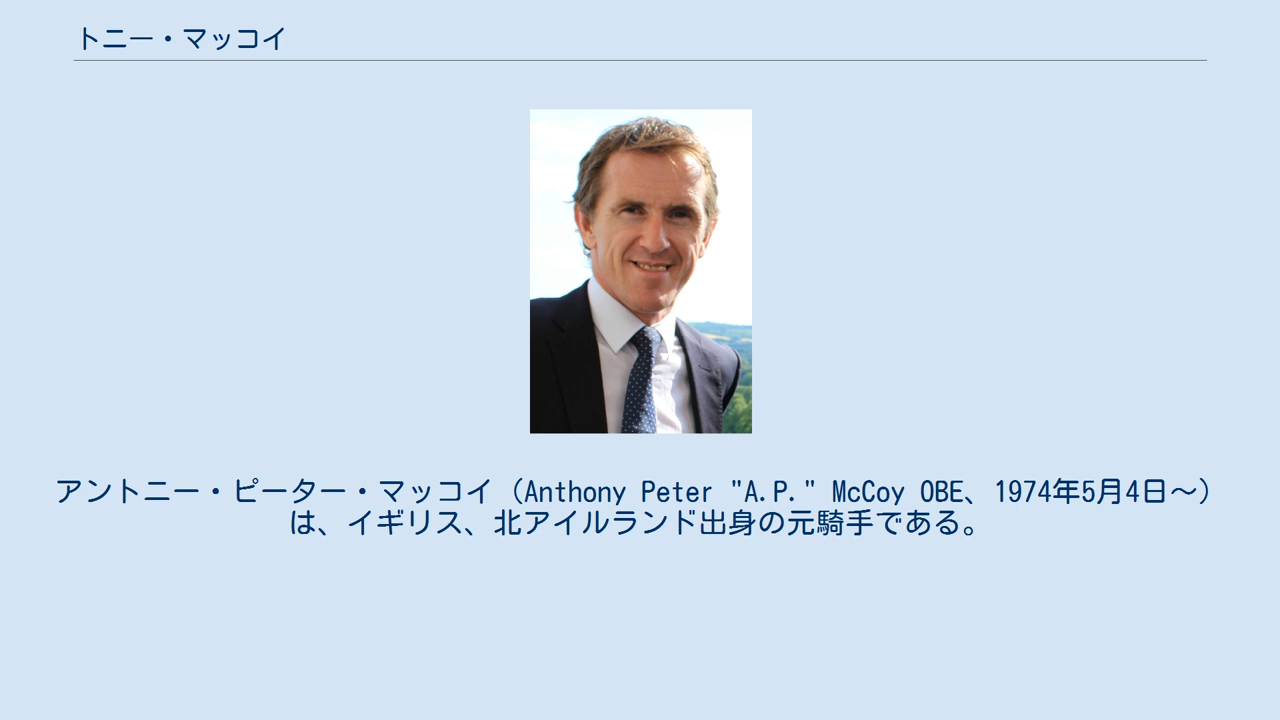 トニー・マッコイ
アントニー・ピーター・マッコイ（Anthony Peter "A.P." McCoy OBE、1974年5月4日～）
は、イギリス、北アイルランド出身の元騎手である。